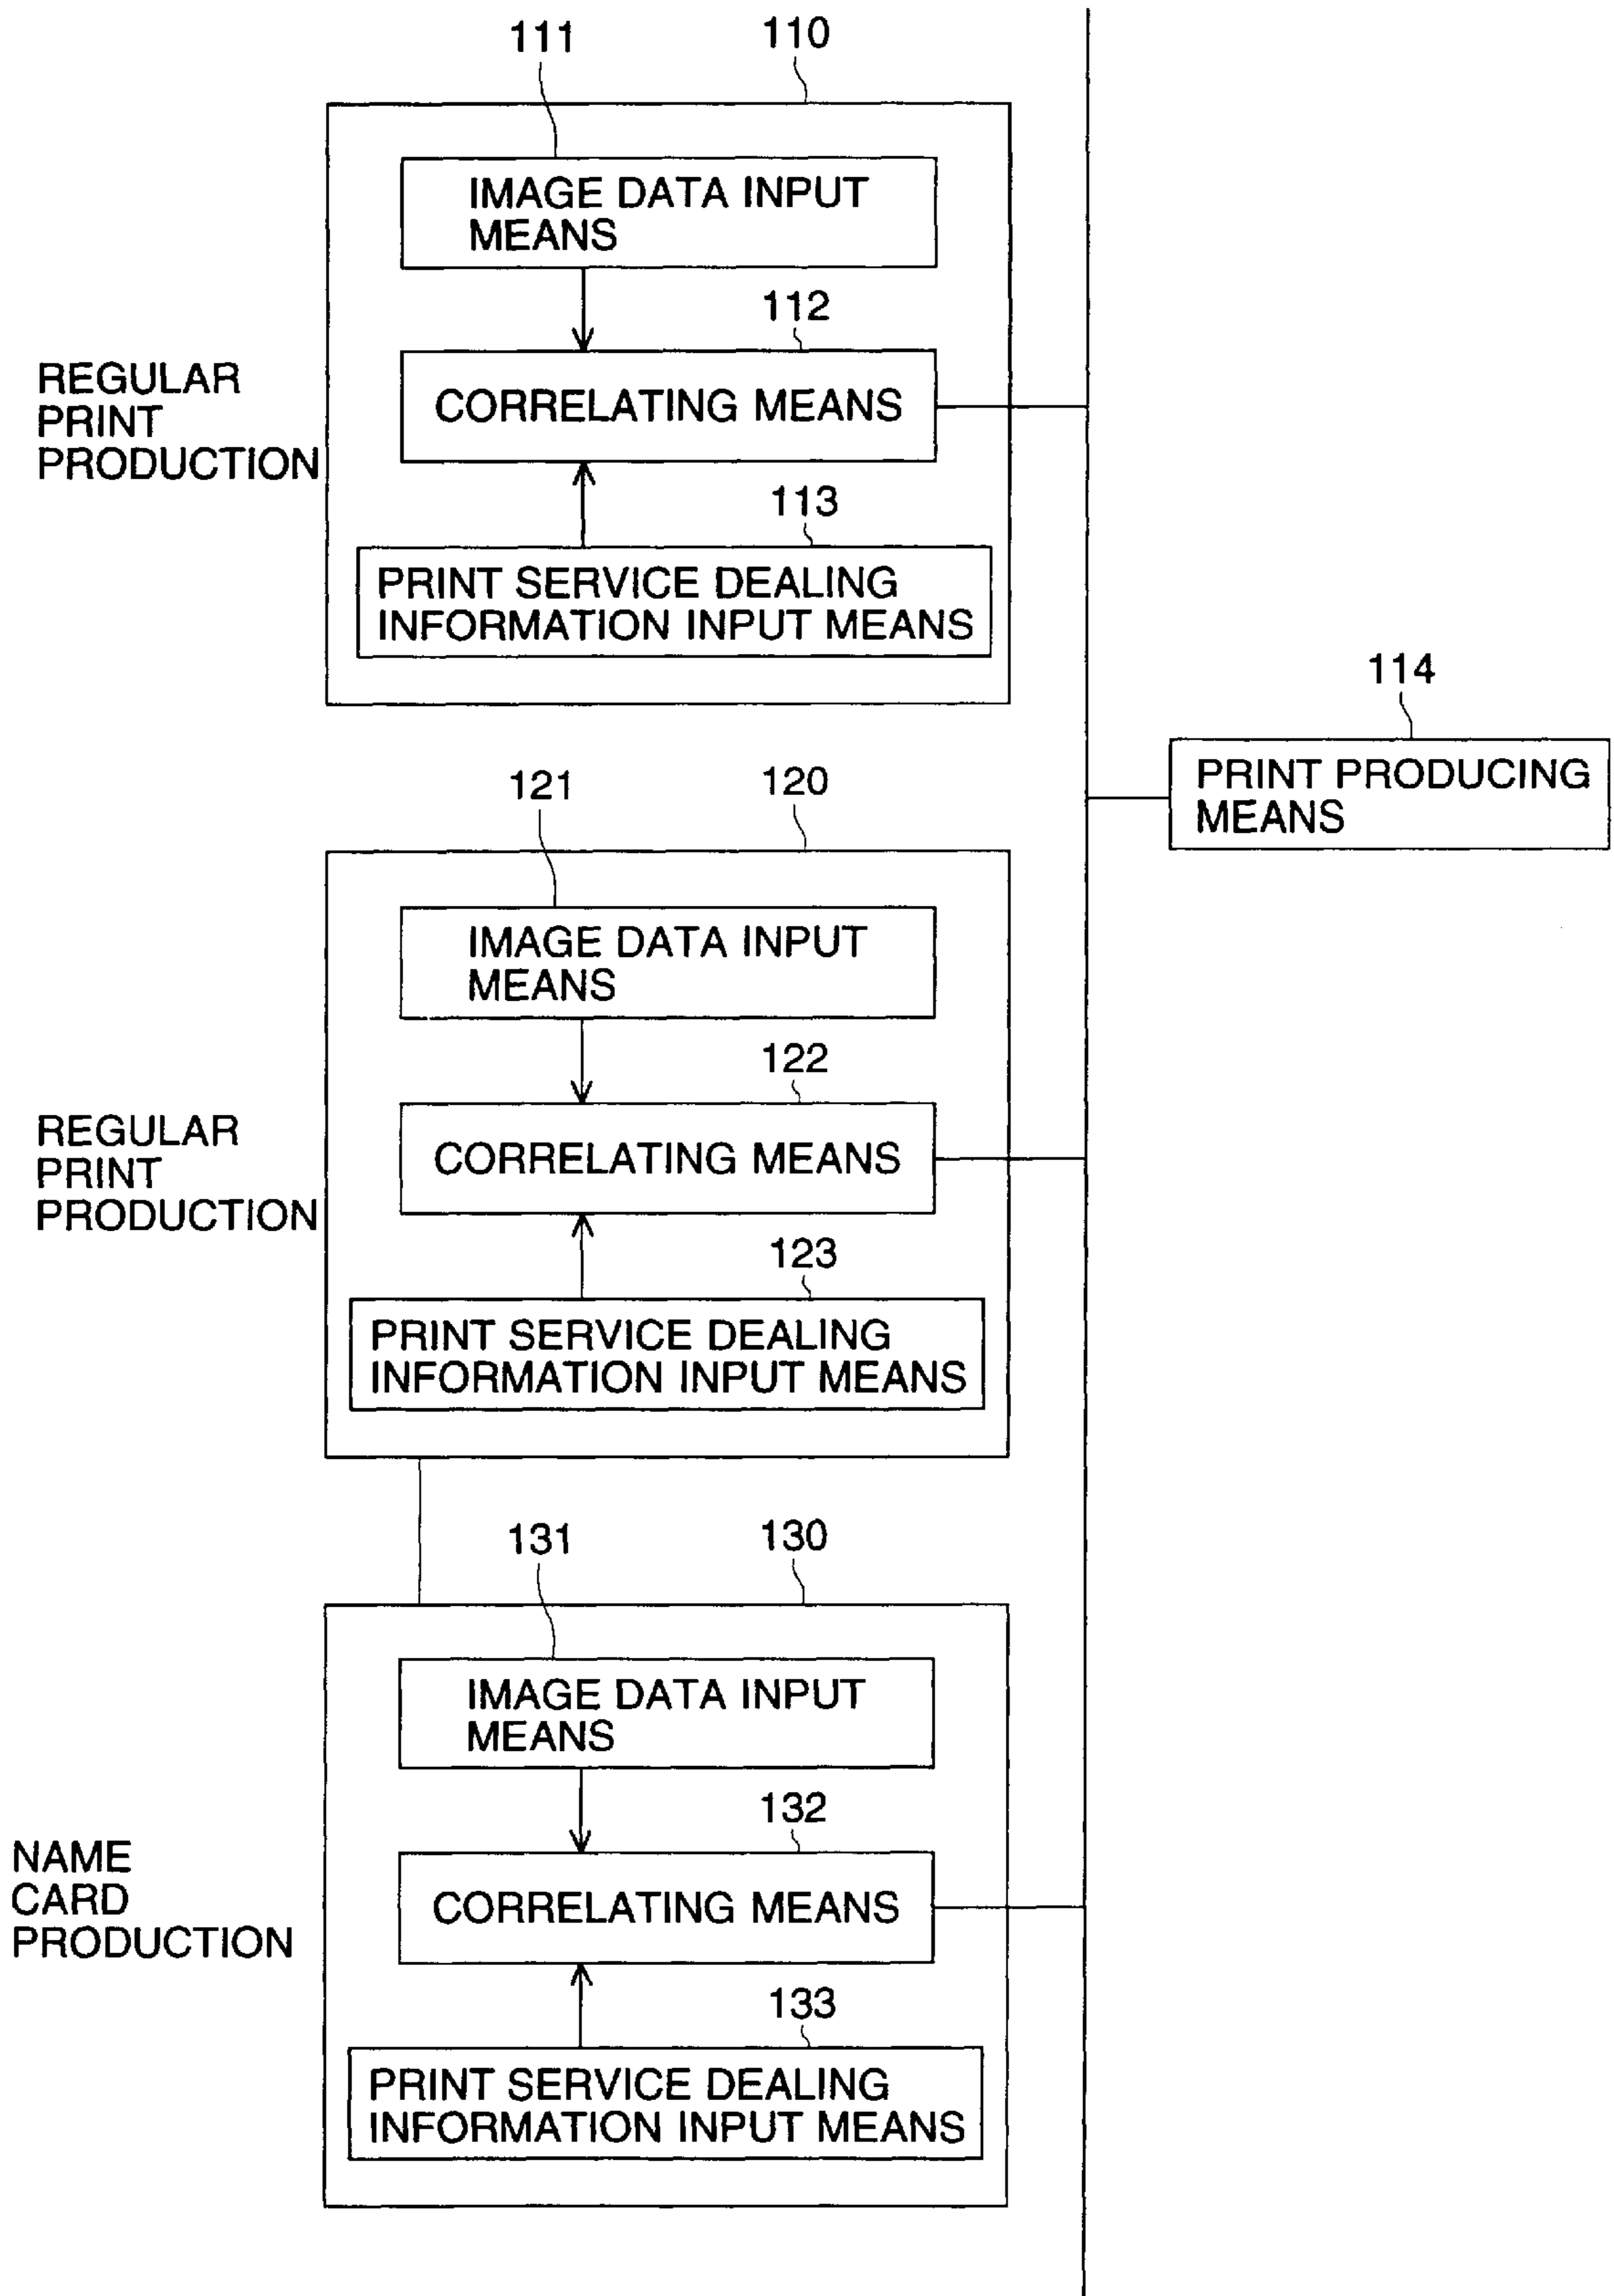 111
110
IMAGE DATA INPUT
MEANS
112
REGULAR
PRINT
PRODUCTION
CORRELATING MEANS
113
PRINT SERVICE DEALING
INFORMATION INPUT MEANS
114
PRINT PRODUCING
MEANS
121
120
IMAGE DATA INPUT
MEANS
122
REGULAR
PRINT
PRODUCTION
CORRELATING MEANS
123
PRINT SERVICE DEALING
INFORMATION INPUT MEANS
131
130
IMAGE DATA INPUT
MEANS
132
NAME
CARD
PRODUCTION
CORRELATING MEANS
133
PRINT SERVICE DEALING
INFORMATION INPUT MEANS